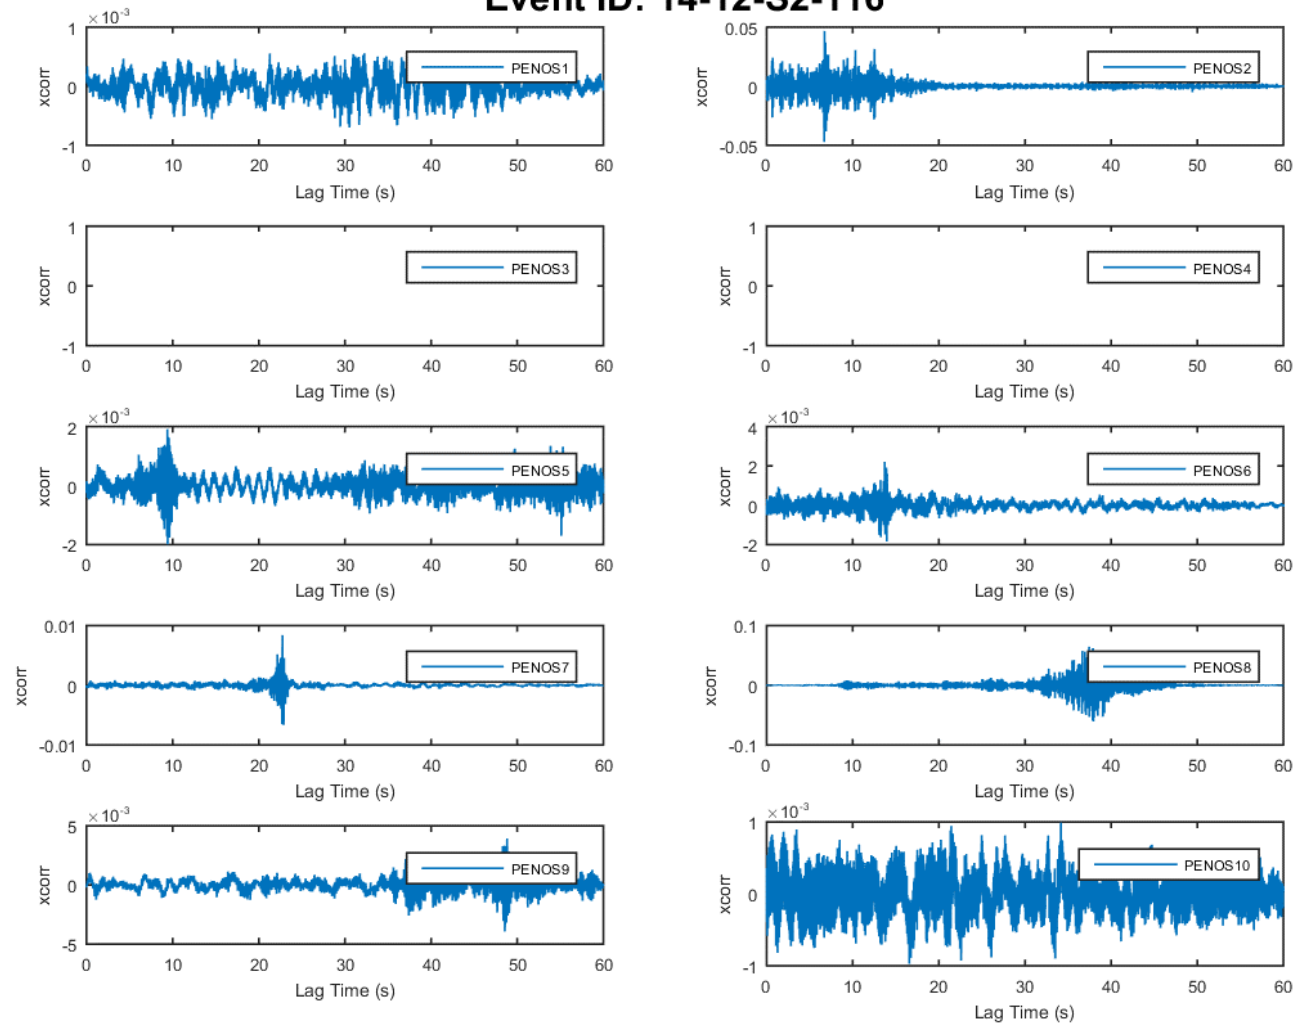 Event ID: 14-12-S2-116
×10⁻³
1
0
-1
xcorr
PENOS1
0 10 20 30 40 50 60
Lag Time (s)
0.05
0
-0.05
xcorr
PENOS2
0 10 20 30 40 50 60
Lag Time (s)
1
0
-1
xcorr
PENOS3
0 10 20 30 40 50 60
Lag Time (s)
1
0
-1
xcorr
PENOS4
0 10 20 30 40 50 60
Lag Time (s)
×10⁻³
2
0
-2
xcorr
PENOS5
0 10 20 30 40 50 60
Lag Time (s)
×10⁻³
4
2
0
-2
xcorr
PENOS6
0 10 20 30 40 50 60
Lag Time (s)
0.01
0
-0.01
xcorr
PENOS7
0 10 20 30 40 50 60
Lag Time (s)
0.1
0
-0.1
xcorr
PENOS8
0 10 20 30 40 50 60
Lag Time (s)
×10⁻³
5
0
-5
xcorr
PENOS9
0 10 20 30 40 50 60
Lag Time (s)
×10⁻³
1
0
-1
xcorr
PENOS10
0 10 20 30 40 50 60
Lag Time (s)